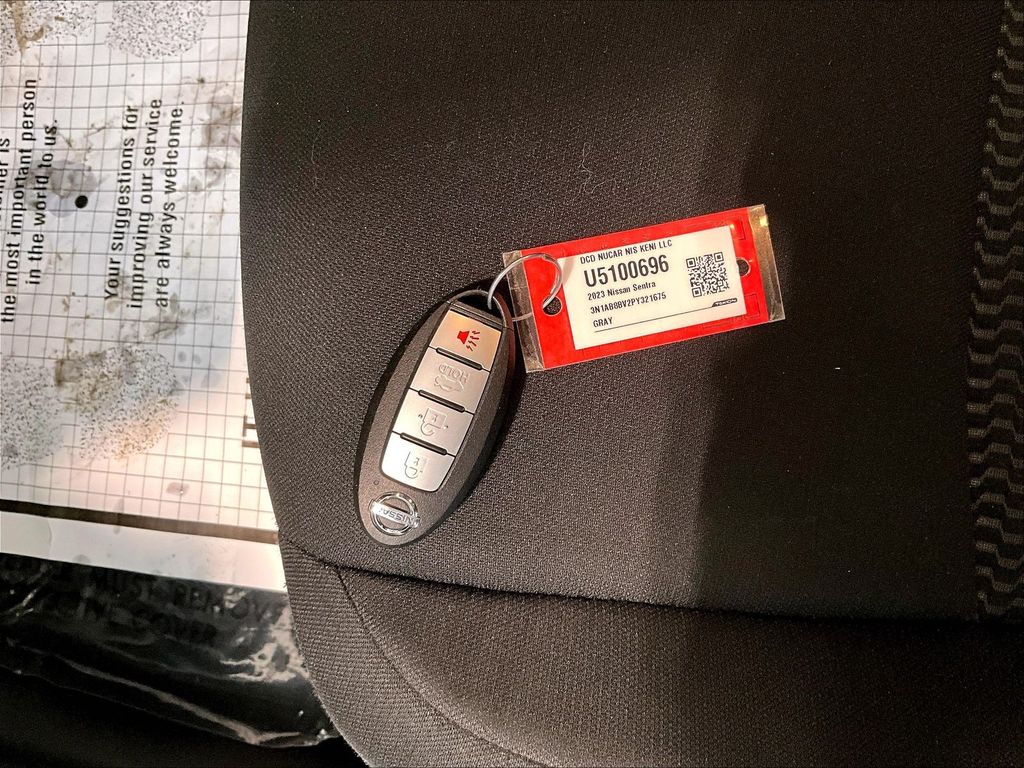 DCD NUCAR NIS KENI LLC
U5100696
2023 Nissan Sentra
3N1AB8BV2PY321675
GRAY
HOLD
NISSAN
the most important person
in the world to us.
Your suggestions for
improving our service
are always welcome.